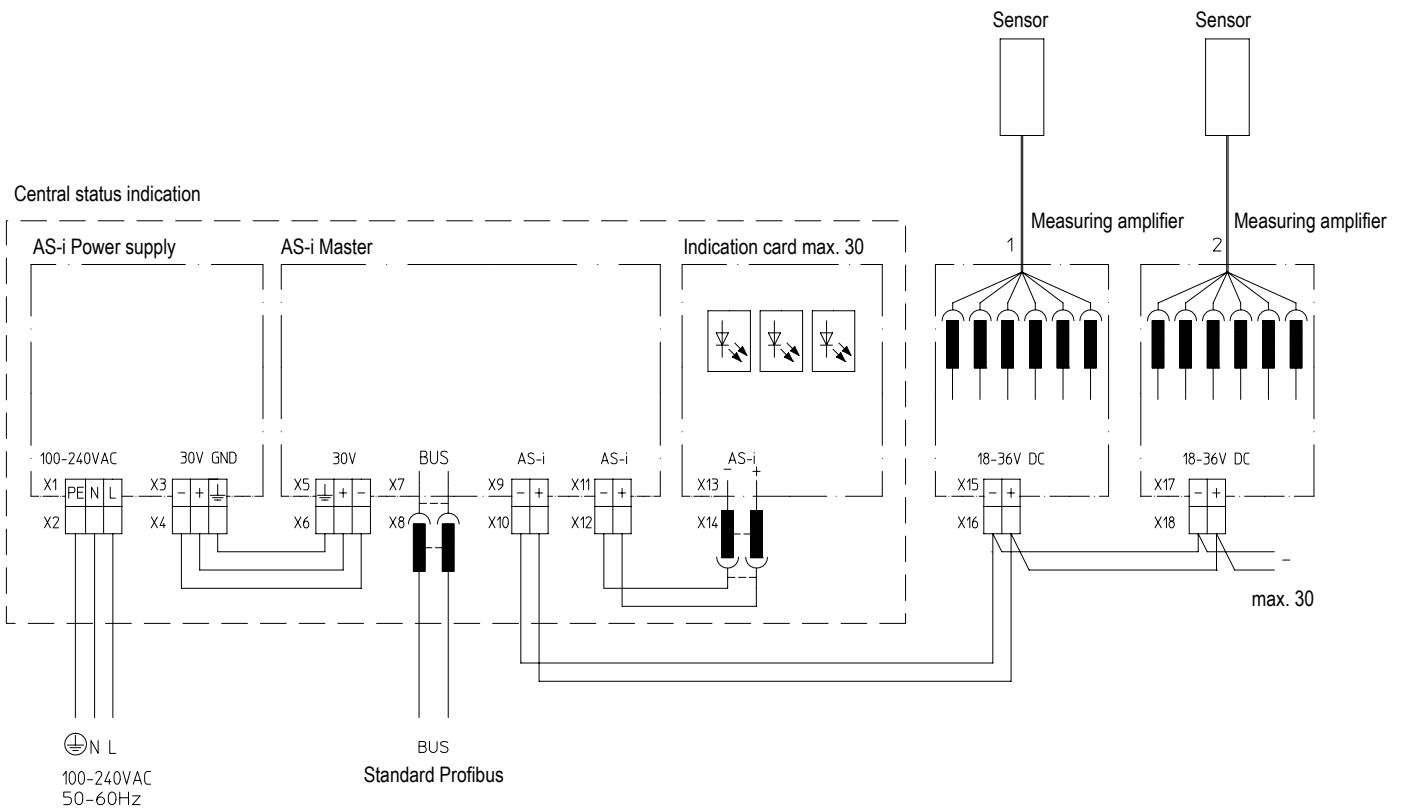 Sensor Sensor
Central status indication
Measuring amplifier Measuring amplifier
AS-i Power supply AS-i Master Indication card max. 30
1 2
100-240VAC 30V GND 30V BUS AS-i AS-i AS-i 18-36V DC 18-36V DC
- +
X1 PE N L X3 - + X5 + - X7 X9 - + X11 - + X13 X15 - + X17 - +
X2 X4 X6 X8 X10 X12 X14 X16 X18
-
max. 30
N L BUS
Standard Profibus
100-240VAC
50-60Hz